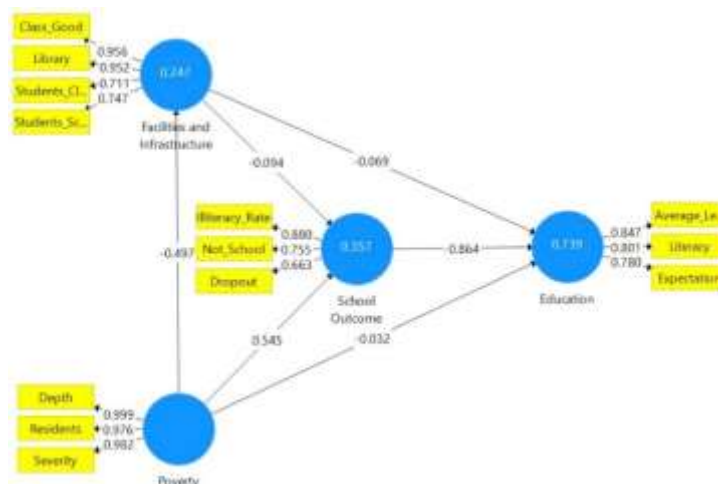 Class_Good
0.956
Library
0.952
Students_Cl...
0.711
0.747
Students_Sc...
0.247
Facilities and
Infrastructure
-0.094
-0.069
-0.497
Illiteracy_Rate
0.755
Not_School
0.663
Dropout
0.357
School
Outcome
-0.864
0.739
Education
0.847
0.801
Literacy
0.780
Expectation
0.545
-0.032
Depth
0.999
Residents
0.976
Severity
0.982
Poverty